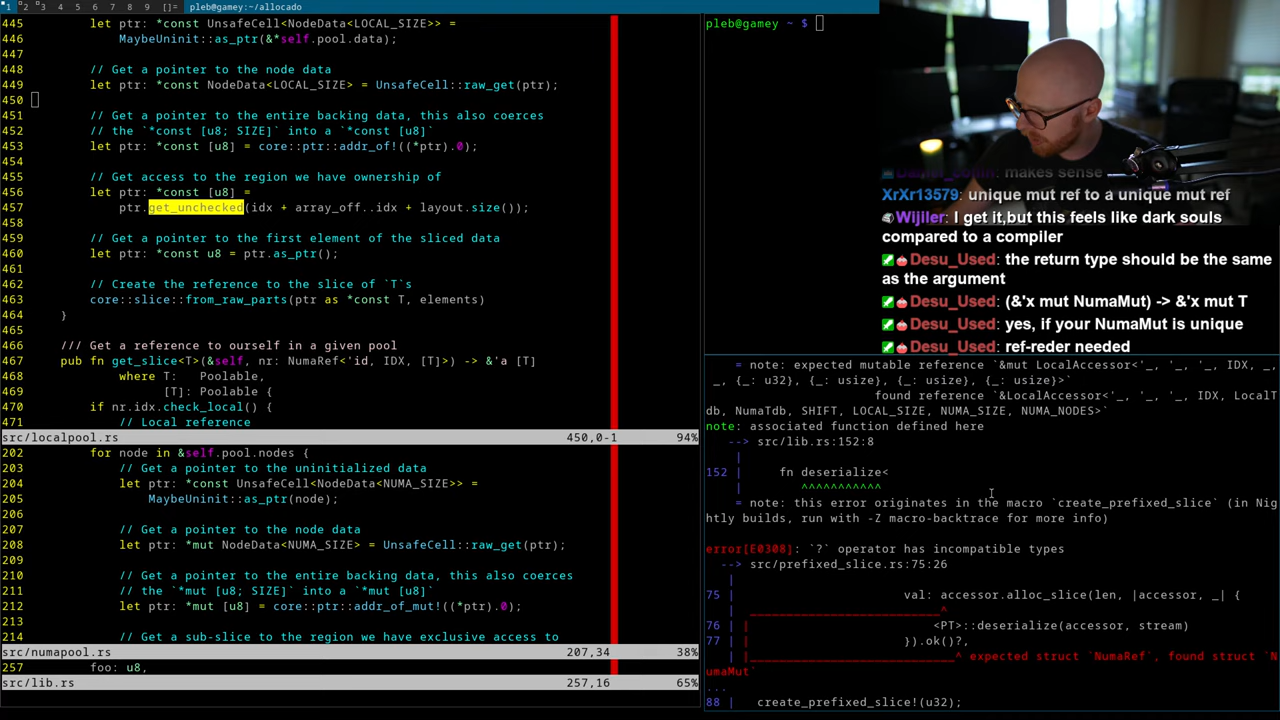 1 2 3 4 5 6 7 8 9 []= pleb@gamey:~/allocado
445 let ptr: *const UnsafeCell<NodeData<LOCAL_SIZE>> =
446 MaybeUninit::as_ptr(&*self.pool.data);
447
448 // Get a pointer to the node data
449 let ptr: *const NodeData<LOCAL_SIZE> = UnsafeCell::raw_get(ptr);
450
451 // Get a pointer to the entire backing data, this also coerces
452 // the `*const [u8; SIZE]` into a `*const [u8]`
453 let ptr: *const [u8] = core::ptr::addr_of!((*ptr).0);
454
455 // Get access to the region we have ownership of
456 let ptr: *const [u8] =
457 ptr.get_unchecked(idx + array_off..idx + layout.size());
458
459 // Get a pointer to the first element of the sliced data
460 let ptr: *const u8 = ptr.as_ptr();
461
462 // Create the reference to the slice of `T`s
463 core::slice::from_raw_parts(ptr as *const T, elements)
464 }
465
466 /// Get a reference to ourself in a given pool
467 pub fn get_slice<T>(&self, nr: NumaRef<'id, IDX, [T]>) -> &'a [T]
468 where T: Poolable,
469 [T]: Poolable {
470 if nr.idx.check_local() {
471 // Local reference
src/localpool.rs 450,0-1 94%
202 for node in &self.pool.nodes {
203 // Get a pointer to the uninitialized data
204 let ptr: *const UnsafeCell<NodeData<NUMA_SIZE>> =
205 MaybeUninit::as_ptr(node);
206
207 // Get a pointer to the node data
208 let ptr: *mut NodeData<NUMA_SIZE> = UnsafeCell::raw_get(ptr);
209
210 // Get a pointer to the entire backing data, this also coerces
211 // the `*mut [u8; SIZE]` into a `*mut [u8]`
212 let ptr: *mut [u8] = core::ptr::addr_of_mut!((*ptr).0);
213
214 // Get a sub-slice to the region we have exclusive access to
src/numapool.rs 207,34 38%
257 foo: u8,
src/lib.rs 257,16 65%
pleb@gamey ~ $
makes sense
XrXr13579: unique mut ref to a unique mut ref
Wijiler: I get it,but this feels like dark souls
compared to a compiler
Desu_Used: the return type should be the same
as the argument
Desu_Used: (&'x mut NumaMut) -> &'x mut T
Desu_Used: yes, if your NumaMut is unique
Desu_Used: ref-reder needed
= note: expected mutable reference `&mut LocalAccessor<'_, '_, '_, IDX, _,
_, {_: u32}, {_: usize}, {_: usize}, {_: usize}>`
found reference `&LocalAccessor<'_, '_, '_, IDX, LocalT
db, NumaTdb, SHIFT, LOCAL_SIZE, NUMA_SIZE, NUMA_NODES>`
note: associated function defined here
--> src/lib.rs:152:8
|
152 | fn deserialize<
| ^^^^^^^^^^^
= note: this error originates in the macro `create_prefixed_slice` (in Nig
htly builds, run with -Z macro-backtrace for more info)
error[E0308]: `?` operator has incompatible types
--> src/prefixed_slice.rs:75:26
|
75 | val: accessor.alloc_slice(len, |accessor, _| {
| __________________________^
76 | | <PT>::deserialize(accessor, stream)
77 | | }).ok()?,
| |____________________________^ expected struct `NumaRef`, found struct `N
umaMut`
...
88 | create_prefixed_slice!(u32);